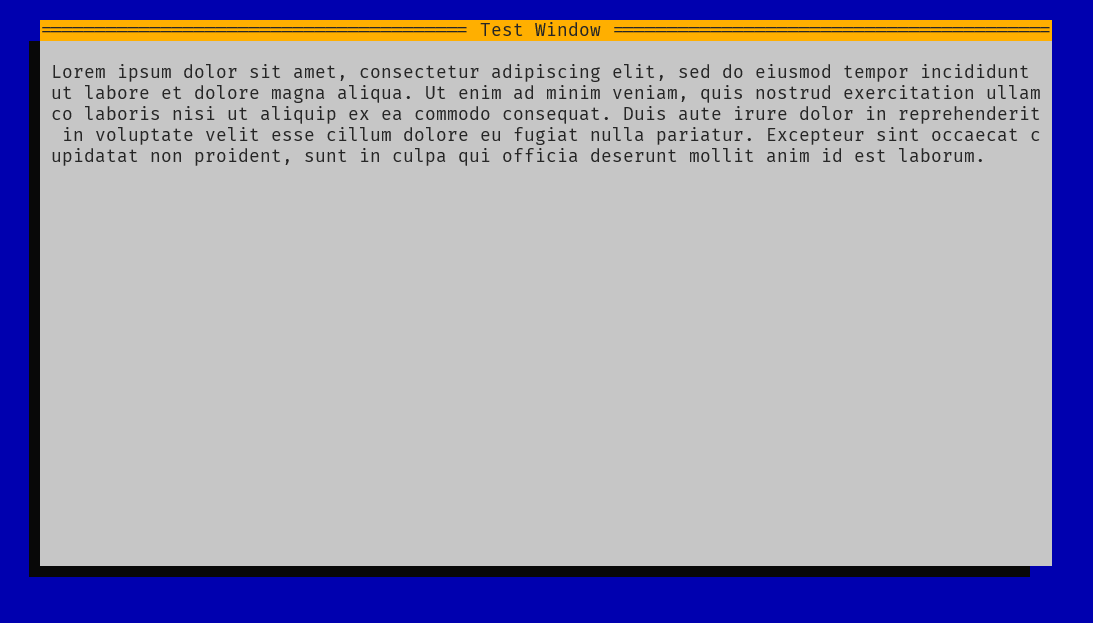 Test Window
Lorem ipsum dolor sit amet, consectetur adipiscing elit, sed do eiusmod tempor incididunt
ut labore et dolore magna aliqua. Ut enim ad minim veniam, quis nostrud exercitation ullam
co laboris nisi ut aliquip ex ea commodo consequat. Duis aute irure dolor in reprehenderit
 in voluptate velit esse cillum dolore eu fugiat nulla pariatur. Excepteur sint occaecat c
upidatat non proident, sunt in culpa qui officia deserunt mollit anim id est laborum.